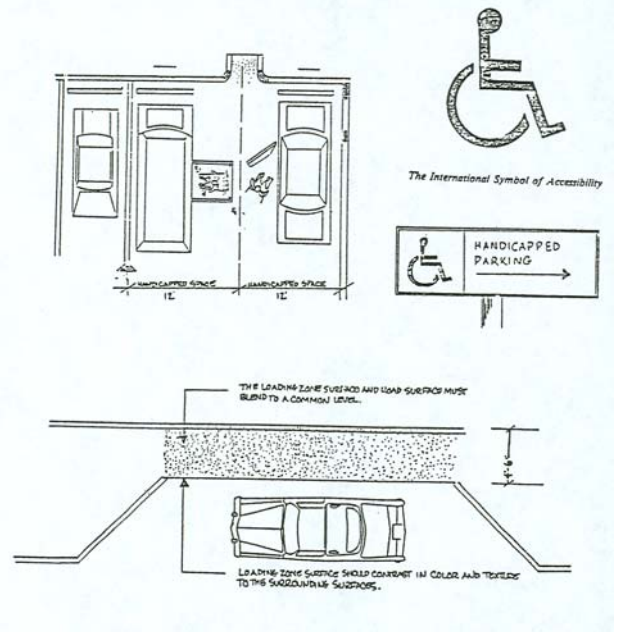 The International Symbol of Accessibility
HANDICAPPED
PARKING
HANDICAPPED SPACE
12'
HANDICAPPED SPACE
12'
THE LOADING ZONE SURFACE AND ROAD SURFACE MUST
BLEND TO A COMMON LEVEL.
LOADING ZONE SURFACE SHOULD CONTRAST IN COLOR AND TEXTURE
TO THE SURROUNDING SURFACES.